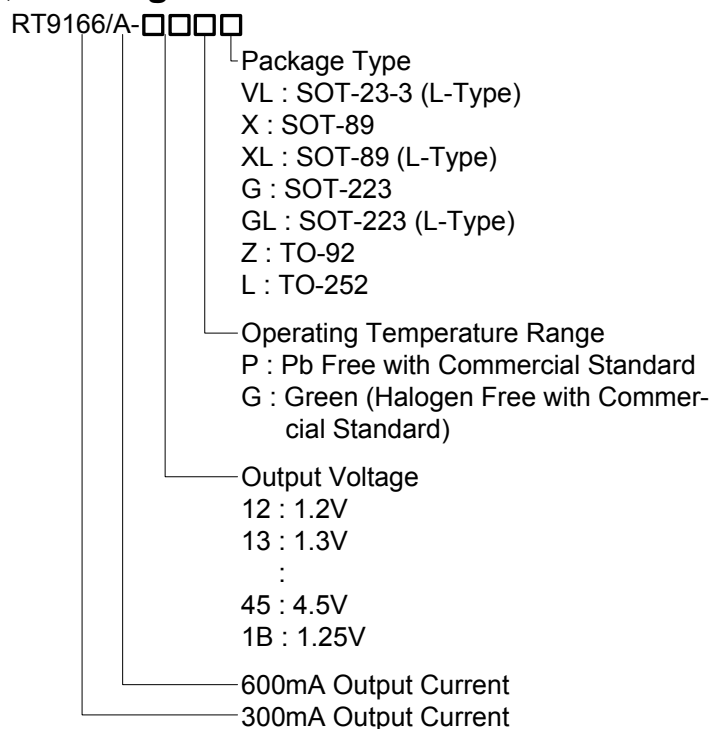 RT9166/A-□□□□
Package Type
VL : SOT-23-3 (L-Type)
X : SOT-89
XL : SOT-89 (L-Type)
G : SOT-223
GL : SOT-223 (L-Type)
Z : TO-92
L : TO-252
Operating Temperature Range
P : Pb Free with Commercial Standard
G : Green (Halogen Free with Commer-
cial Standard)
Output Voltage
12 : 1.2V
13 : 1.3V
:
45 : 4.5V
1B : 1.25V
600mA Output Current
300mA Output Current